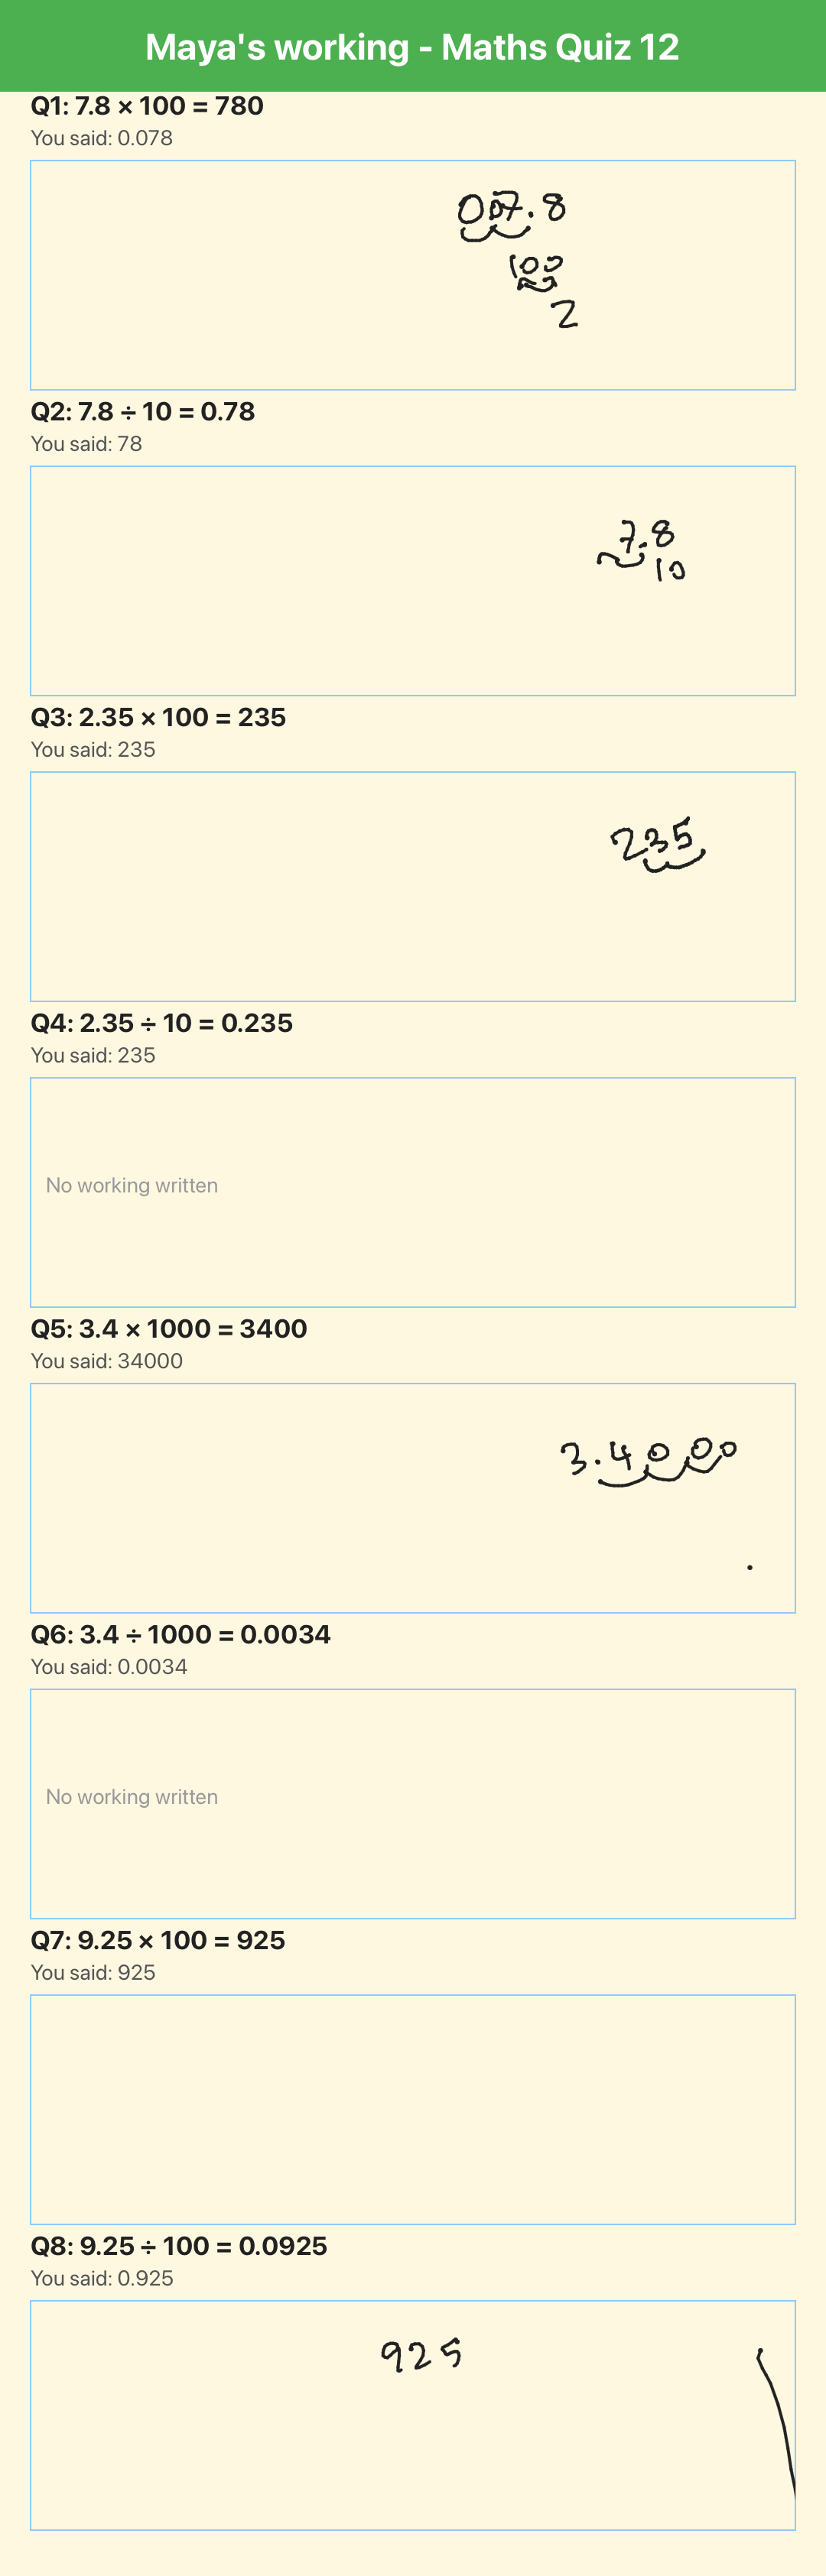 Maya's working - Maths Quiz 12
Q1: 7.8 × 100 = 780
You said: 0.078
007.8
100
2
Q2: 7.8 ÷ 10 = 0.78
You said: 78
7.8
10
Q3: 2.35 × 100 = 235
You said: 235
235
Q4: 2.35 ÷ 10 = 0.235
You said: 235
No working written
Q5: 3.4 × 1000 = 3400
You said: 34000
3.4000
Q6: 3.4 ÷ 1000 = 0.0034
You said: 0.0034
No working written
Q7: 9.25 × 100 = 925
You said: 925
Q8: 9.25 ÷ 100 = 0.0925
You said: 0.925
925